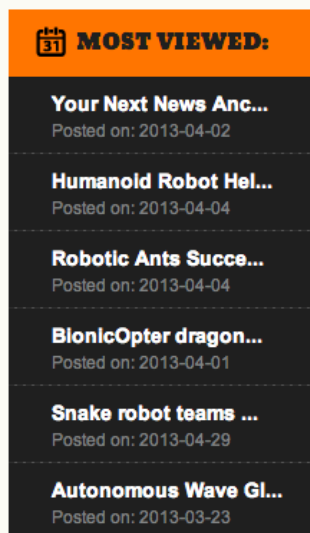 31 MOST VIEWED:
Your Next News Anc...
Posted on: 2013-04-02
Humanoid Robot Hel...
Posted on: 2013-04-04
Robotic Ants Succe...
Posted on: 2013-04-04
BionicOpter dragon...
Posted on: 2013-04-01
Snake robot teams ...
Posted on: 2013-04-29
Autonomous Wave Gl...
Posted on: 2013-03-23